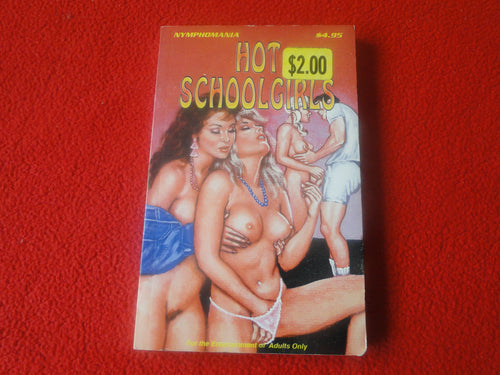 NYMPHOMANIA $4.95
HOT
$2.00
SCHOOLGIRLS
For the Entertainment of Adults Only